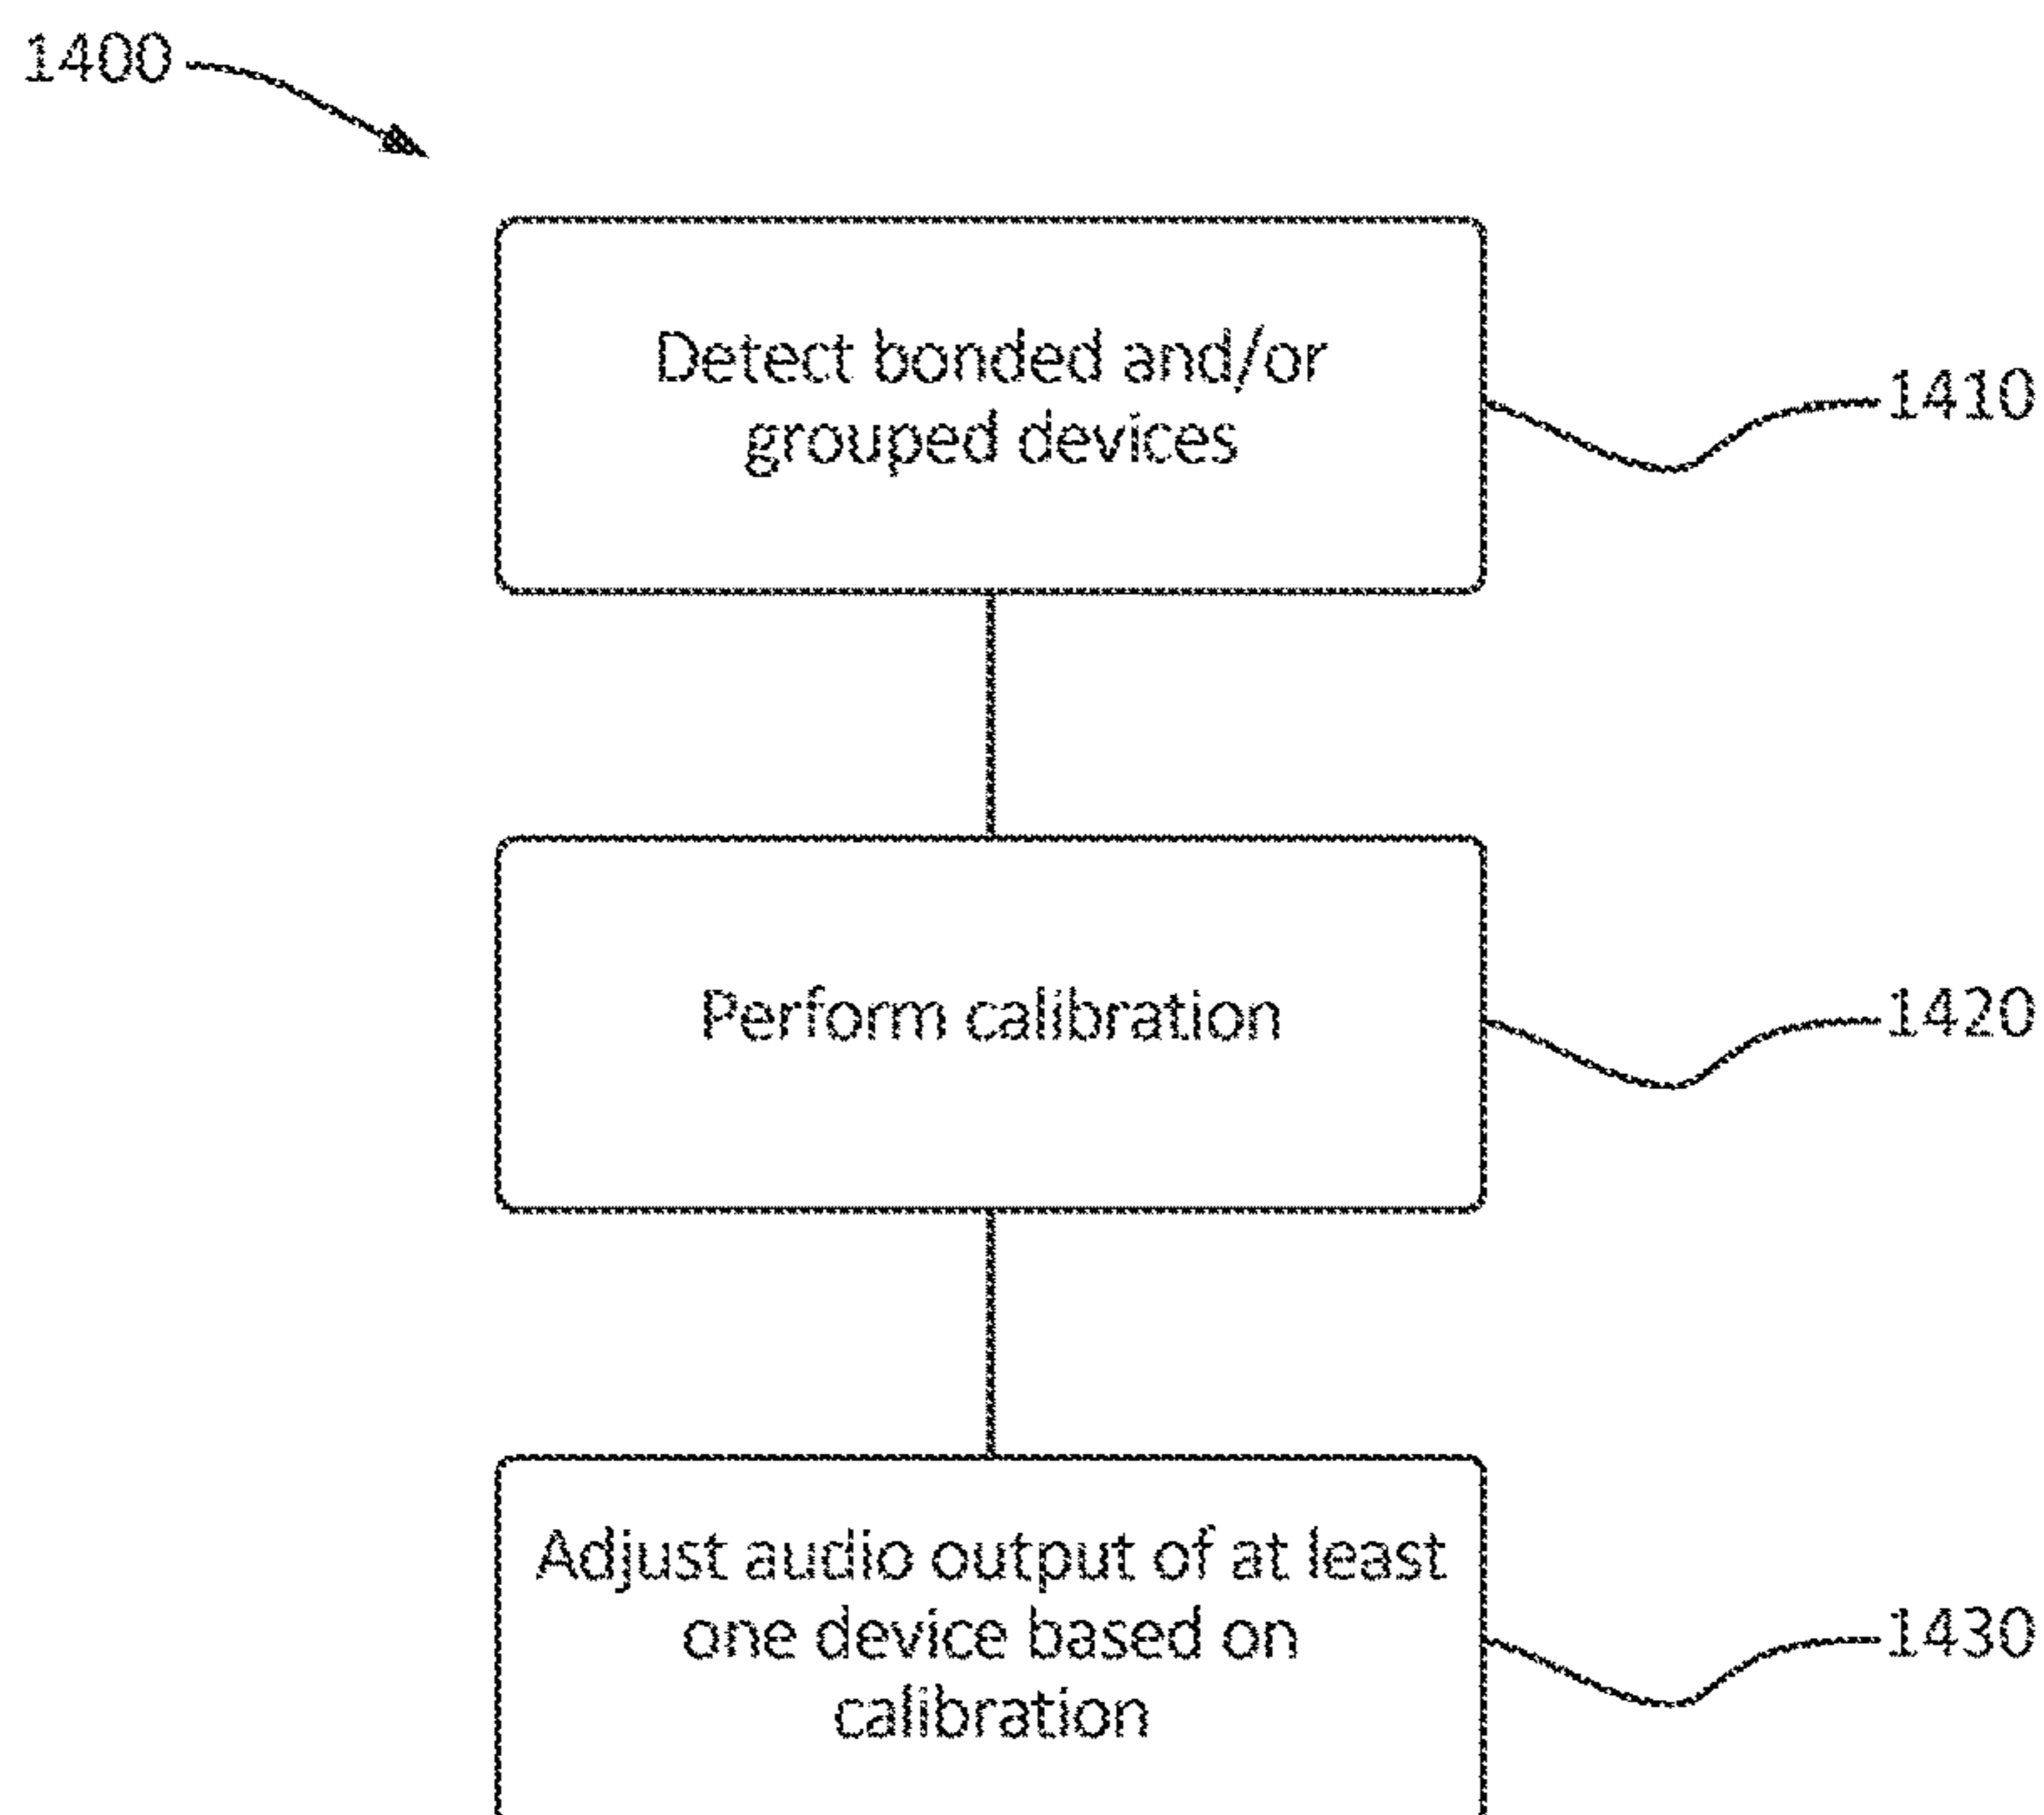 1400
Detect bonded and/or
grouped devices
1410
Perform calibration
1420
Adjust audio output of at least
one device based on
calibration
1430